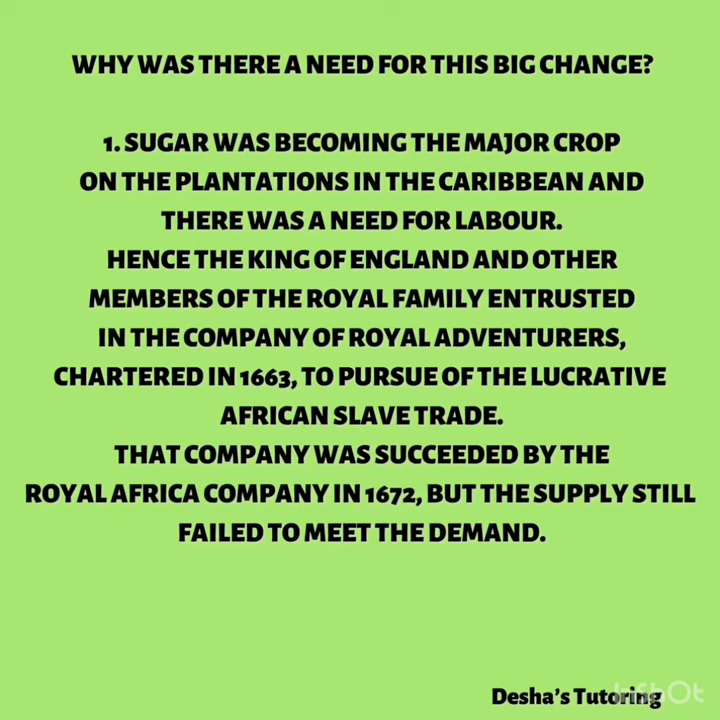 WHY WAS THERE A NEED FOR THIS BIG CHANGE?
1. SUGAR WAS BECOMING THE MAJOR CROP
ON THE PLANTATIONS IN THE CARIBBEAN AND
THERE WAS A NEED FOR LABOUR.
HENCE THE KING OF ENGLAND AND OTHER
MEMBERS OF THE ROYAL FAMILY ENTRUSTED
IN THE COMPANY OF ROYAL ADVENTURERS,
CHARTERED IN 1663, TO PURSUE OF THE LUCRATIVE
AFRICAN SLAVE TRADE.
THAT COMPANY WAS SUCCEEDED BY THE
ROYAL AFRICA COMPANY IN 1672, BUT THE SUPPLY STILL
FAILED TO MEET THE DEMAND.
Desha's Tutoring